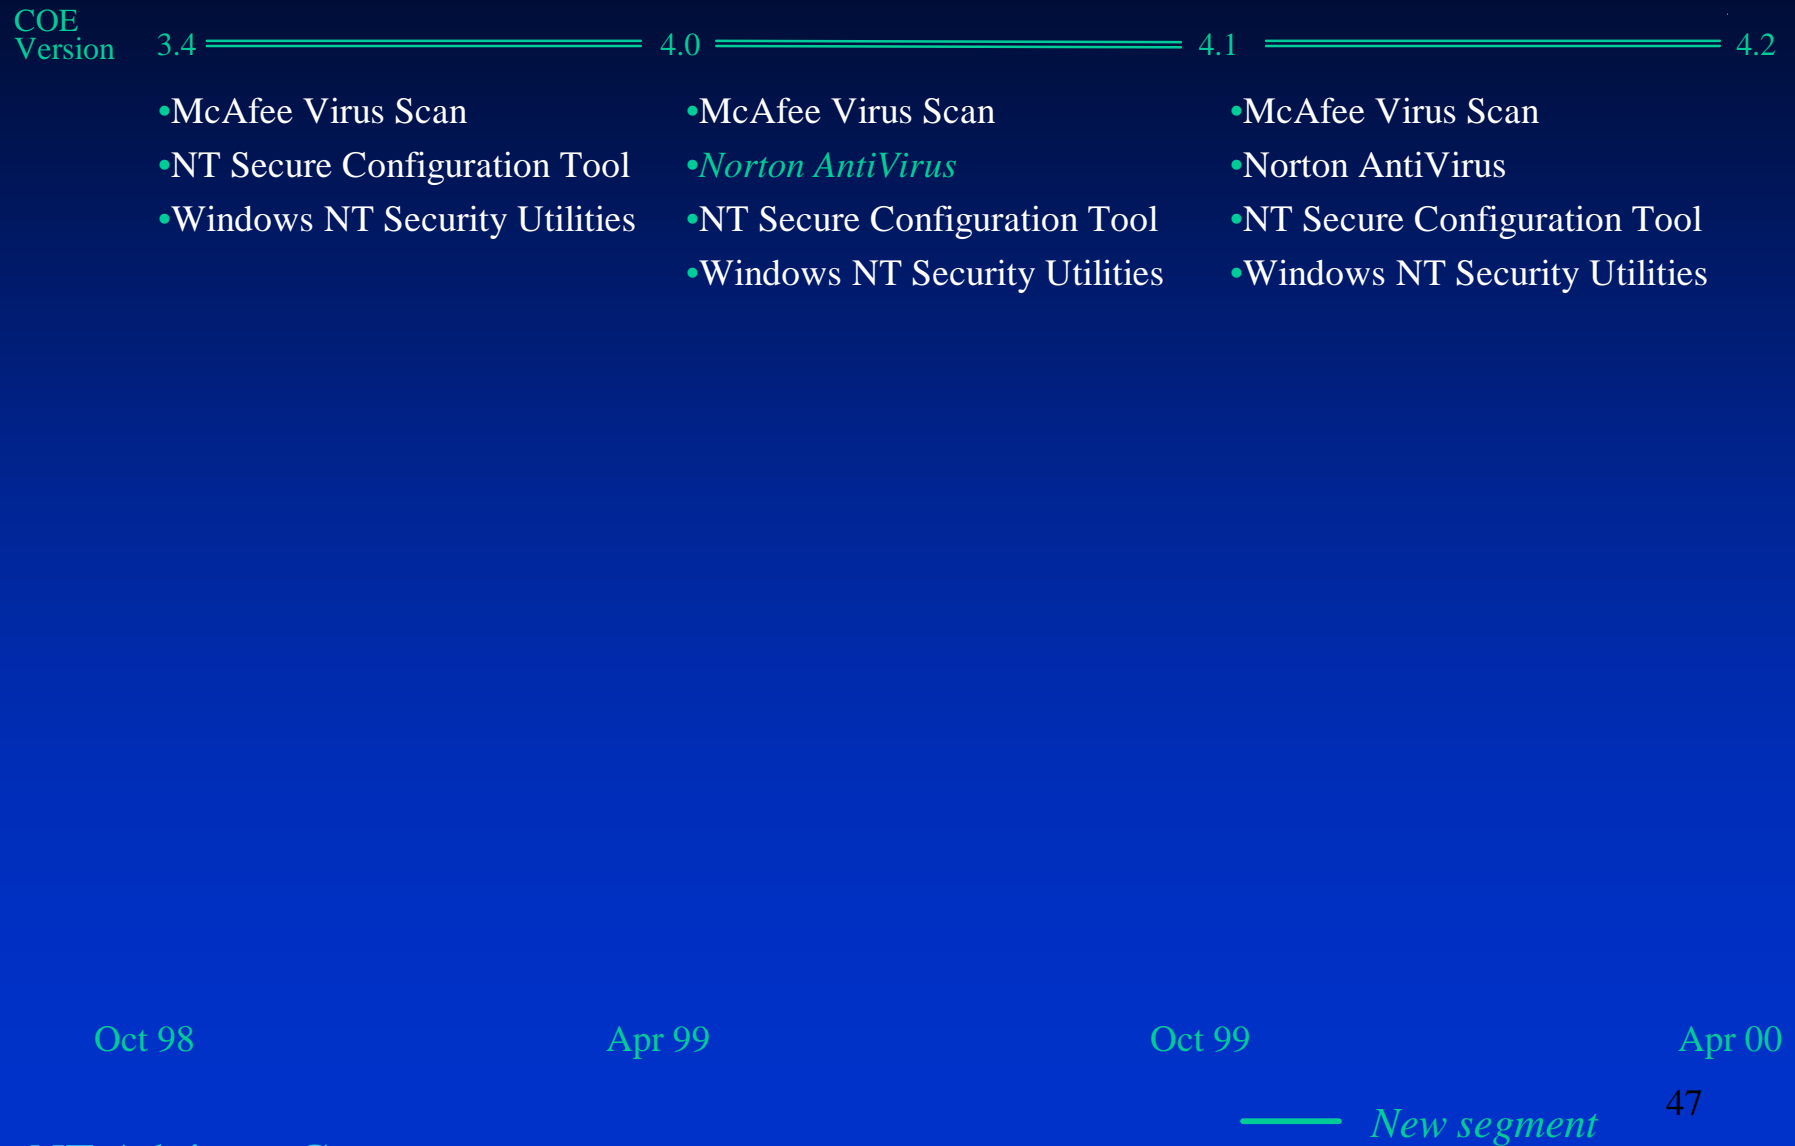 COE
Version 3.4 4.0 4.1 4.2
•McAfee Virus Scan
•NT Secure Configuration Tool
•Windows NT Security Utilities
•McAfee Virus Scan
•Norton AntiVirus
•NT Secure Configuration Tool
•Windows NT Security Utilities
•McAfee Virus Scan
•Norton AntiVirus
•NT Secure Configuration Tool
•Windows NT Security Utilities
Oct 98 Apr 99 Oct 99 Apr 00
47
New segment